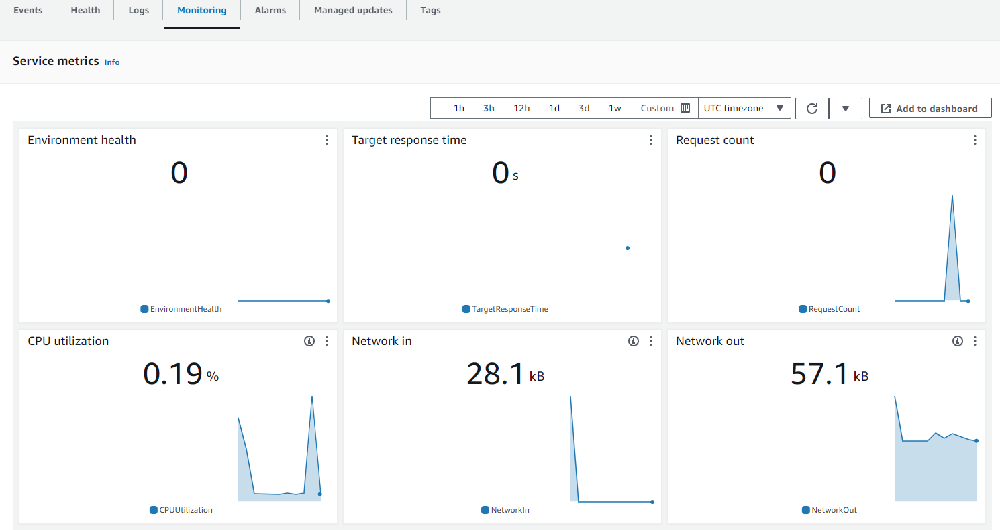 Events Health Logs Monitoring Alarms Managed updates Tags
Service metrics Info
1h 3h 12h 1d 3d 1w Custom UTC timezone Add to dashboard
Environment health
0
EnvironmentHealth
Target response time
0 s
TargetResponseTime
Request count
0
RequestCount
CPU utilization
0.19 %
CPUUtilization
Network in
28.1 kB
NetworkIn
Network out
57.1 kB
NetworkOut